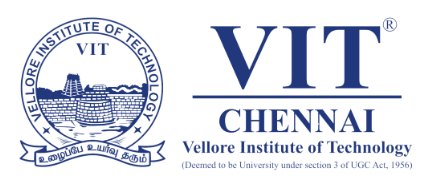 VELLORE INSTITUTE OF TECHNOLOGY
VIT
உழைப்பே உயர்வு தரும்
VIT®
CHENNAI
Vellore Institute of Technology
(Deemed to be University under section 3 of UGC Act, 1956)